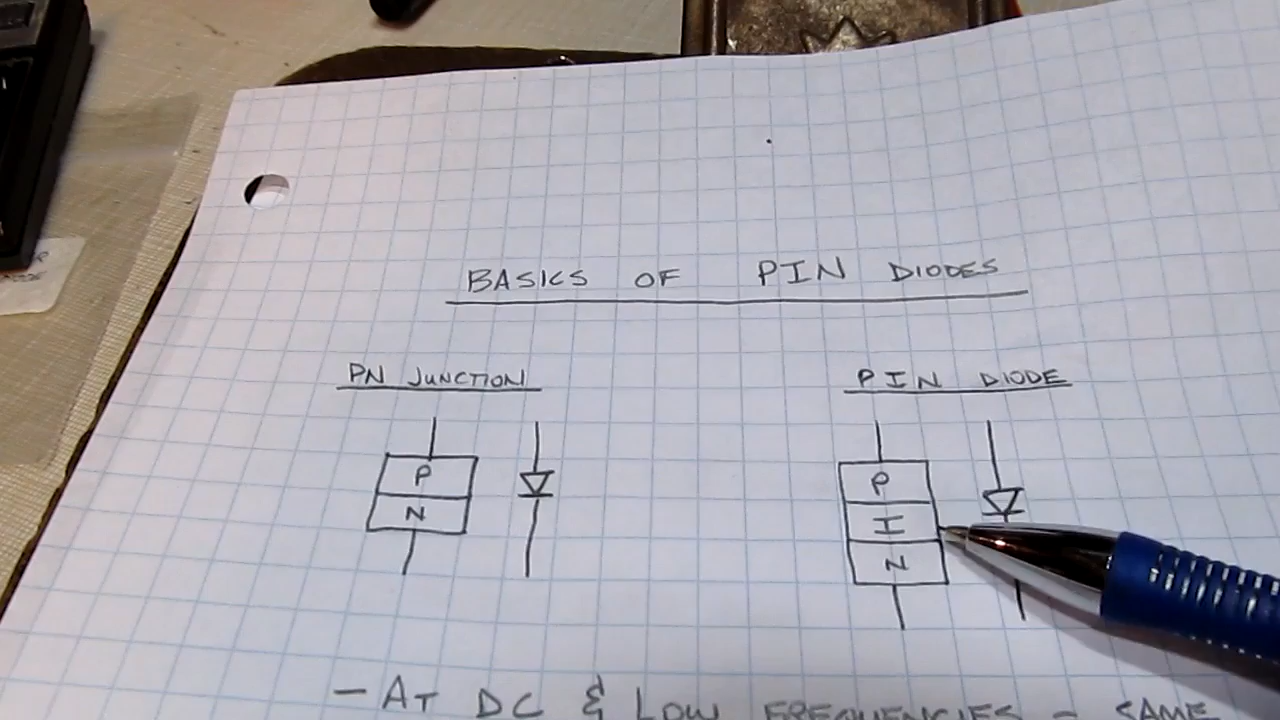 BASICS OF PIN DIODES
PN JUNCTION
P
N
PIN DIODE
P
I
N
- AT DC & LOW FREQUENCIES - SAME